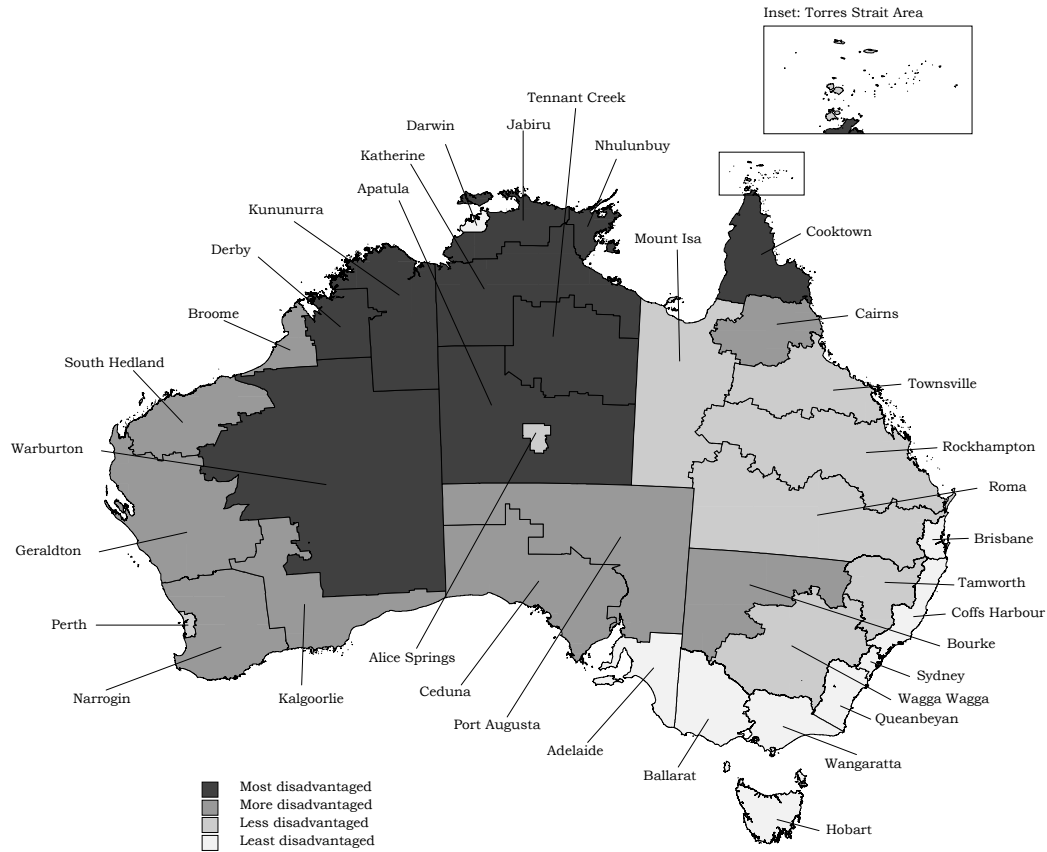 Inset: Torres Strait Area
Tennant Creek
Darwin
Jabiru
Katherine
Nhulunbuy
Apatula
Kununurra
Mount Isa
Cooktown
Derby
Broome
Cairns
South Hedland
Townsville
Warburton
Rockhampton
Roma
Geraldton
Brisbane
Tamworth
Coffs Harbour
Perth
Bourke
Alice Springs
Sydney
Narrogin
Kalgoorlie
Ceduna
Wagga Wagga
Port Augusta
Queanbeyan
Adelaide
Wangaratta
Ballarat
Most disadvantaged
More disadvantaged
Less disadvantaged
Least disadvantaged
Hobart